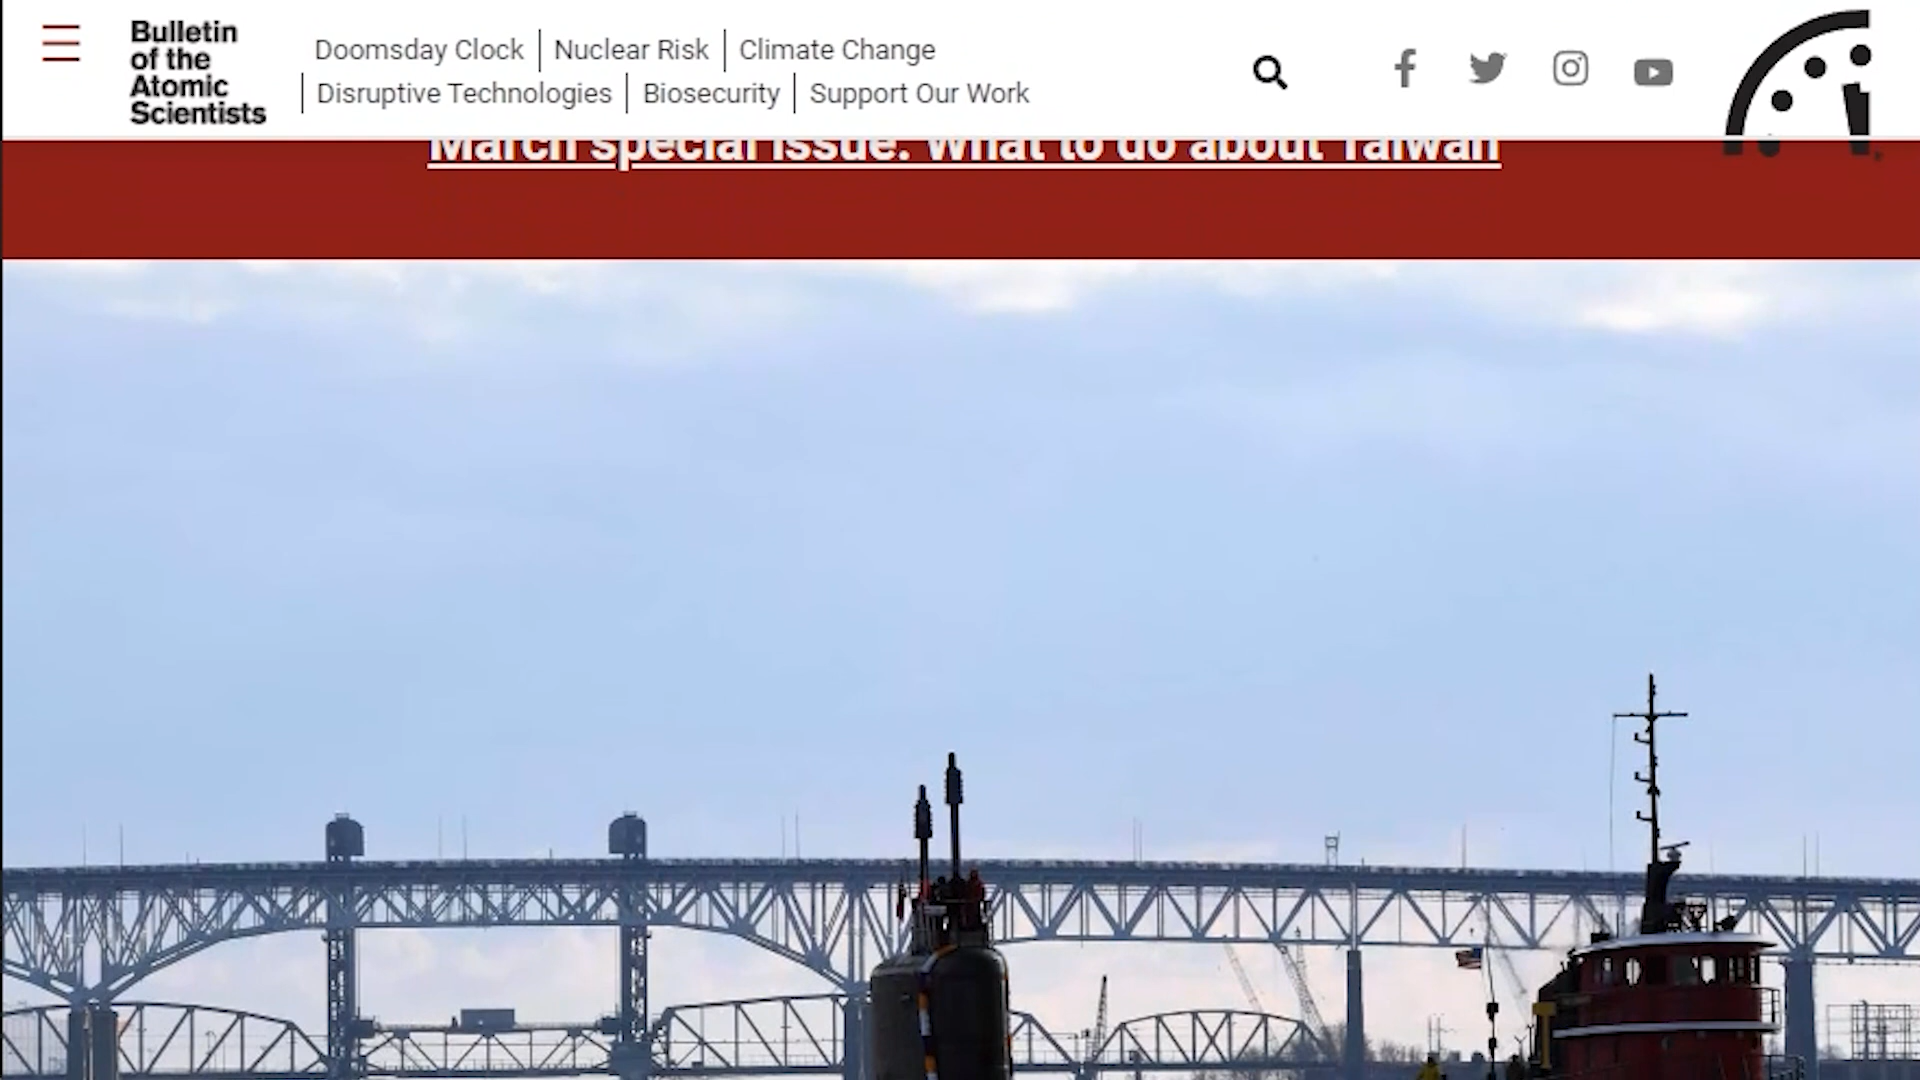 Bulletin
of the
Atomic
Scientists
Doomsday Clock
Nuclear Risk
Climate Change
Disruptive Technologies
Biosecurity
Support Our Work
March special issue: What to do about Taiwan